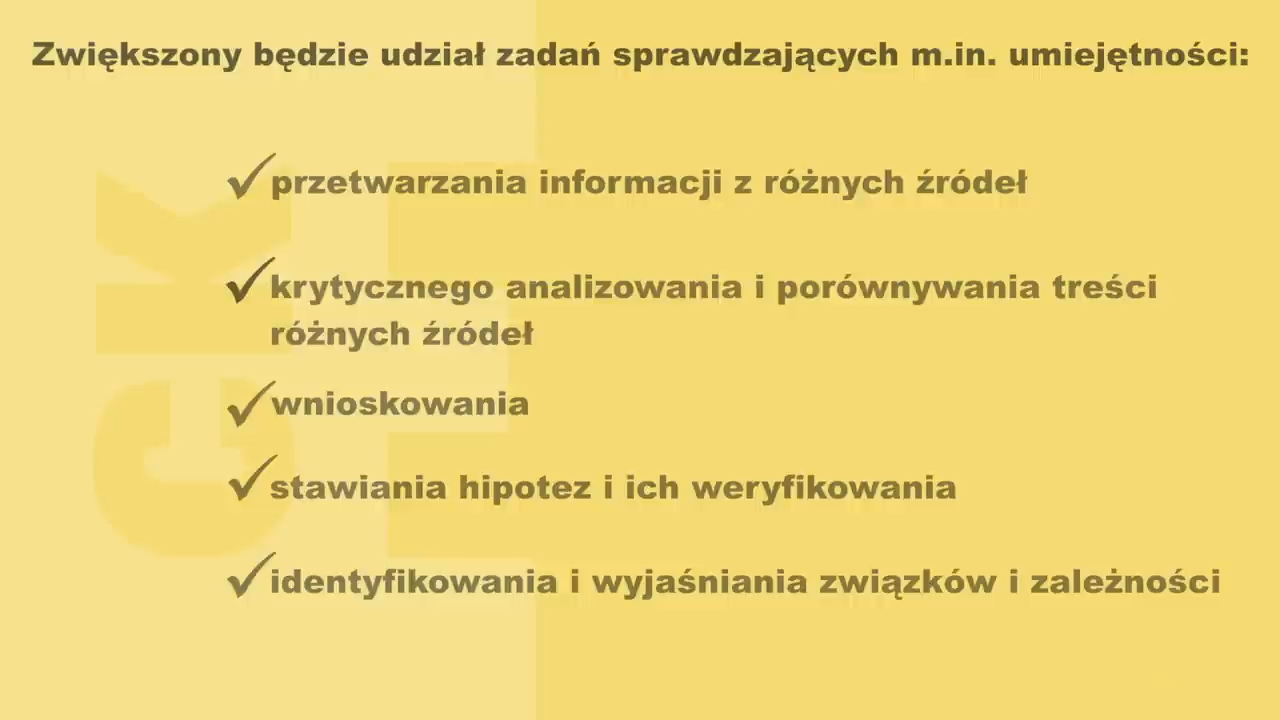 Zwiększony będzie udział zadań sprawdzających m.in. umiejętności:
przetwarzania informacji z różnych źródeł
krytycznego analizowania i porównywania treści
różnych źródeł
wnioskowania
stawiania hipotez i ich weryfikowania
identyfikowania i wyjaśniania związków i zależności